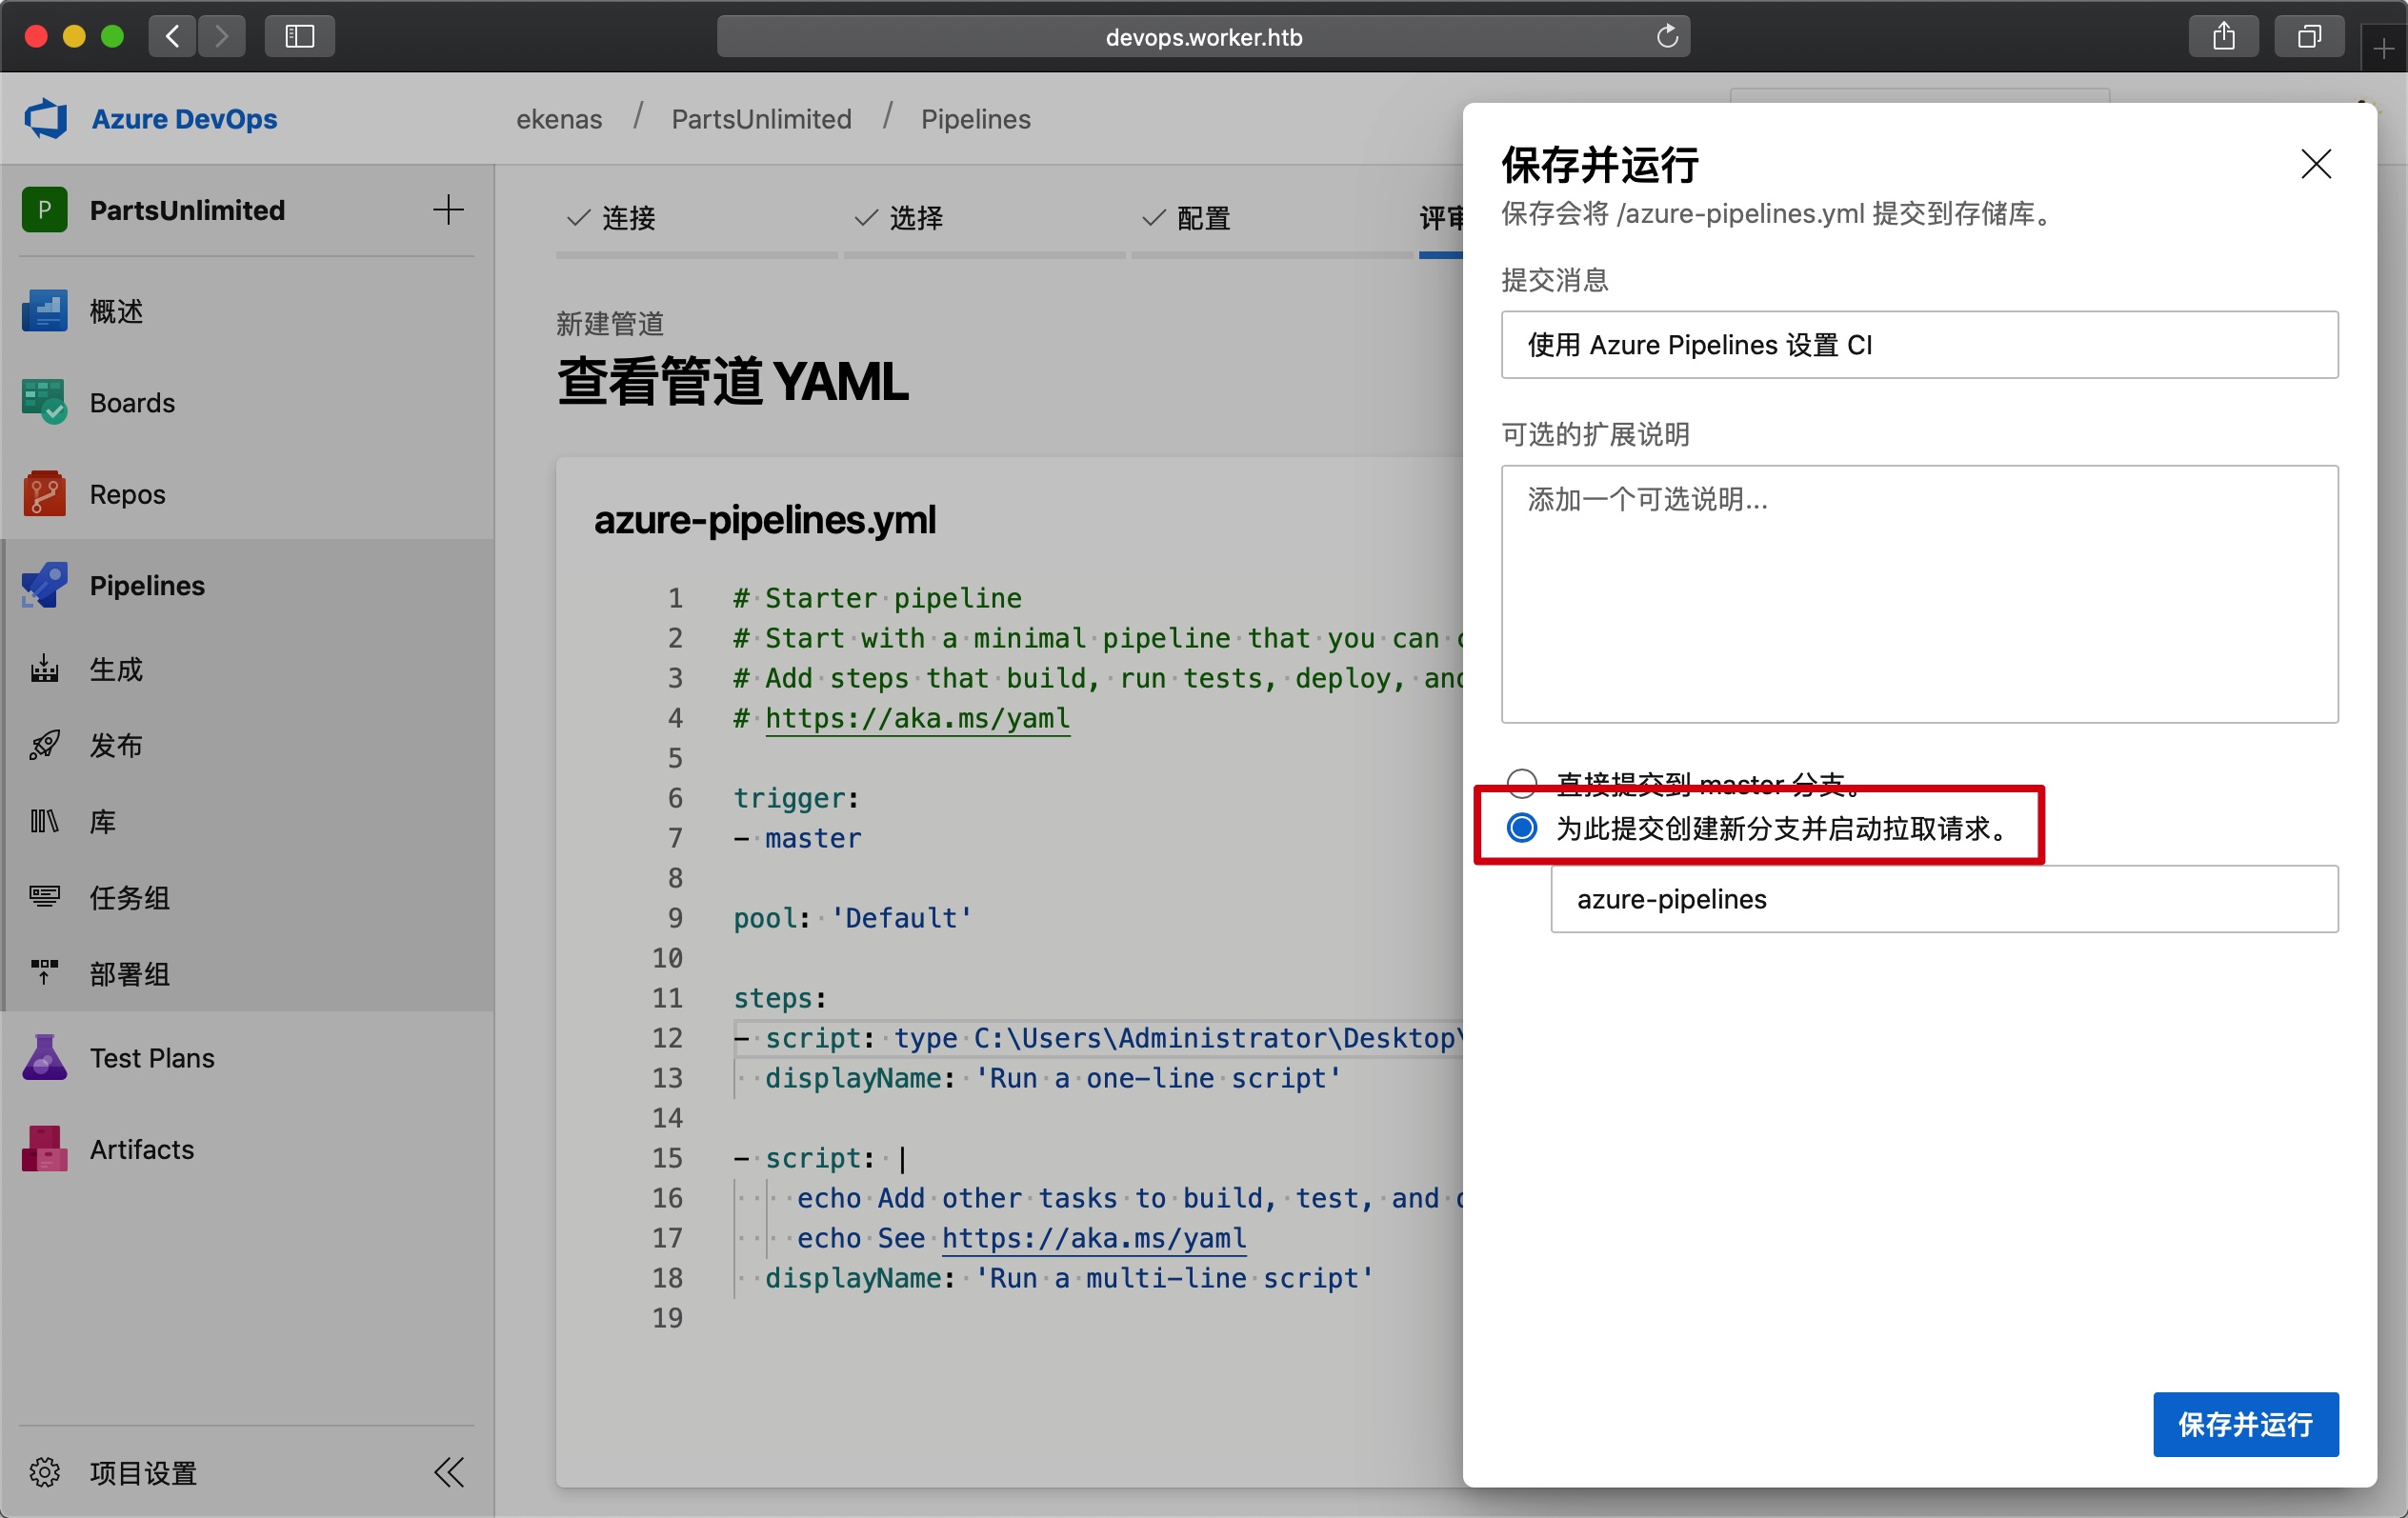 devops.worker.htb
Azure DevOps
ekenas / PartsUnlimited / Pipelines
P PartsUnlimited
概述
Boards
Repos
Pipelines
生成
发布
库
任务组
部署组
Test Plans
Artifacts
项目设置
连接
选择
配置
评审
新建管道
查看管道 YAML
azure-pipelines.yml
1 # Starter pipeline
2 # Start with a minimal pipeline that you can
3 # Add steps that build, run tests, deploy, and
4 # https://aka.ms/yaml
5
6 trigger:
7 - master
8
9 pool: 'Default'
10
11 steps:
12 - script: type C:\Users\Administrator\Desktop\
13 displayName: 'Run a one-line script'
14
15 - script: |
16 echo Add other tasks to build, test, and
17 echo See https://aka.ms/yaml
18 displayName: 'Run a multi-line script'
19
保存并运行
保存会将 /azure-pipelines.yml 提交到存储库。
提交消息
使用 Azure Pipelines 设置 CI
可选的扩展说明
添加一个可选说明...
直接提交到 master 分支。
为此提交创建新分支并启动拉取请求。
azure-pipelines
保存并运行